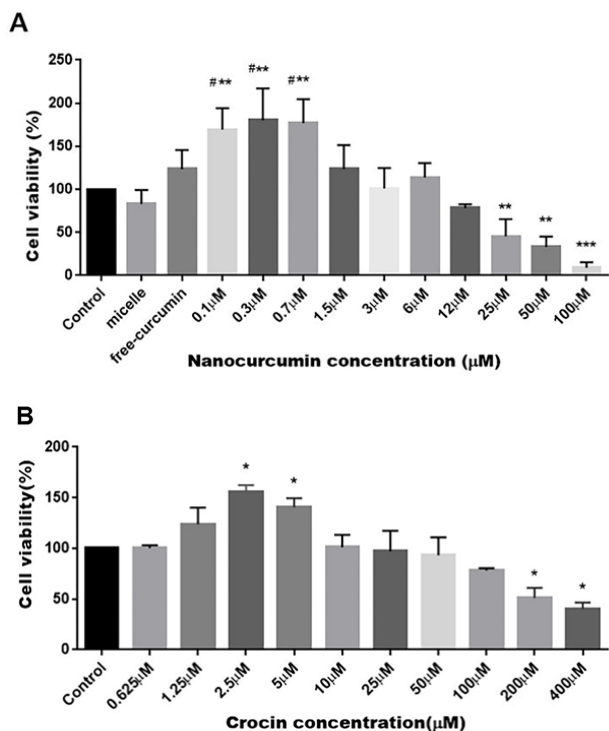 A
Cell viability (%)
250
200
150
100
50
0
#**
#**
#**
**
**
***
Control
micelle
free-curcumin
0.1μM
0.3μM
0.7μM
1.5μM
3μM
6μM
12μM
25μM
50μM
100μM
Nanocurcumin concentration (μM)
B
Cell viability(%)
200
150
100
50
0
*
*
*
*
Control
0.625μM
1.25μM
2.5μM
5μM
10μM
25μM
50μM
100μM
200μM
400μM
Crocin concentration(μM)